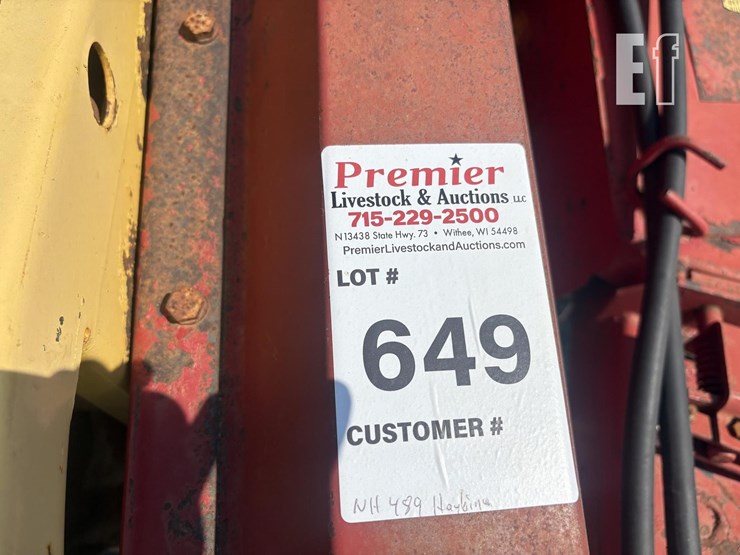 Ef
Premier
Livestock & Auctions LLC
715-229-2500
N13438 State Hwy. 73 • Withee, WI 54498
PremierLivestockandAuctions.com
LOT #
649
CUSTOMER #
NH 489 Haybine